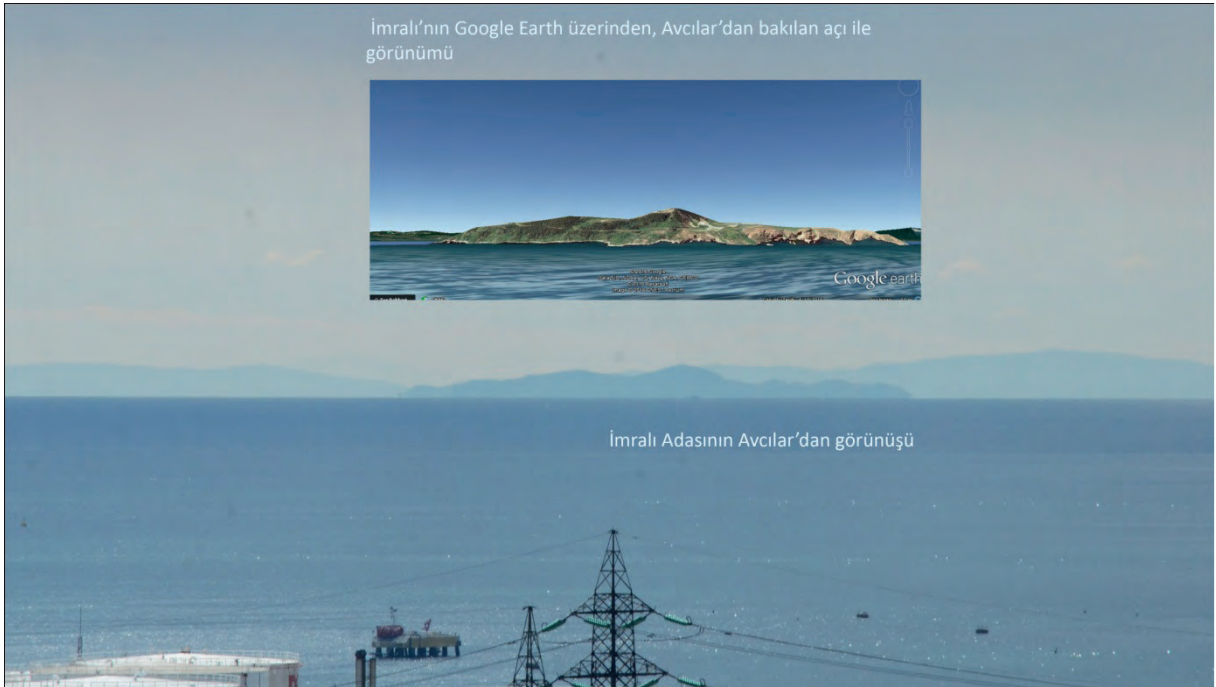 İmralı’nın Google Earth üzerinden, Avcılar’dan bakılan açı ile
görünümü
Google earth
İmralı Adasının Avcılar’dan görünüşü